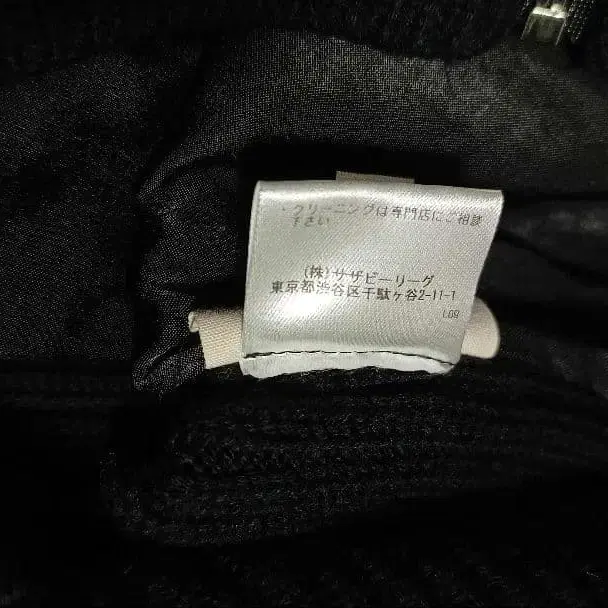 ・クリーニングは専門店にご相談
下さい
(株)サザビーリーグ
東京都渋谷区千駄ヶ谷2-11-1
L09